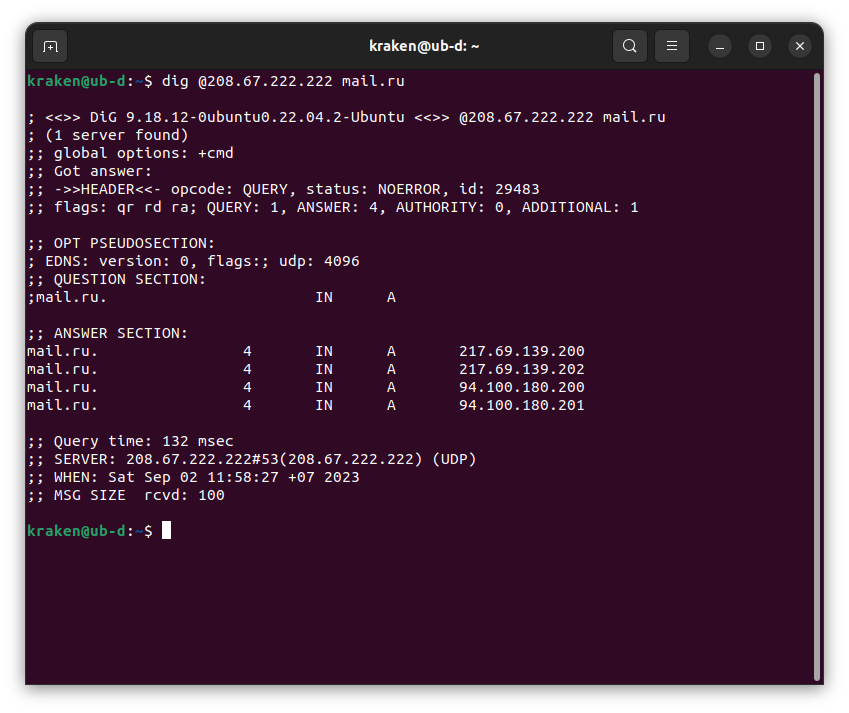 kraken@ub-d: ~
kraken@ub-d:~$ dig @208.67.222.222 mail.ru
; <<>> DiG 9.18.12-0ubuntu0.22.04.2-Ubuntu <<>> @208.67.222.222 mail.ru
; (1 server found)
;; global options: +cmd
;; Got answer:
;; ->>HEADER<<- opcode: QUERY, status: NOERROR, id: 29483
;; flags: qr rd ra; QUERY: 1, ANSWER: 4, AUTHORITY: 0, ADDITIONAL: 1
;; OPT PSEUDOSECTION:
; EDNS: version: 0, flags:; udp: 4096
;; QUESTION SECTION:
;mail.ru. IN A
;; ANSWER SECTION:
mail.ru. 4 IN A 217.69.139.200
mail.ru. 4 IN A 217.69.139.202
mail.ru. 4 IN A 94.100.180.200
mail.ru. 4 IN A 94.100.180.201
;; Query time: 132 msec
;; SERVER: 208.67.222.222#53(208.67.222.222) (UDP)
;; WHEN: Sat Sep 02 11:58:27 +07 2023
;; MSG SIZE  rcvd: 100
kraken@ub-d:~$